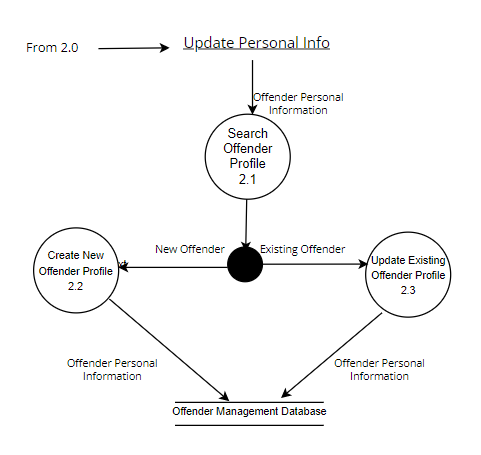 From 2.0
Update Personal Info
Offender Personal
Information
Search
Offender
Profile
2.1
New Offender
Existing Offender
Create New
Offender Profile
2.2
Update Existing
Offender Profile
2.3
Offender Personal
Information
Offender Personal
Information
Offender Management Database